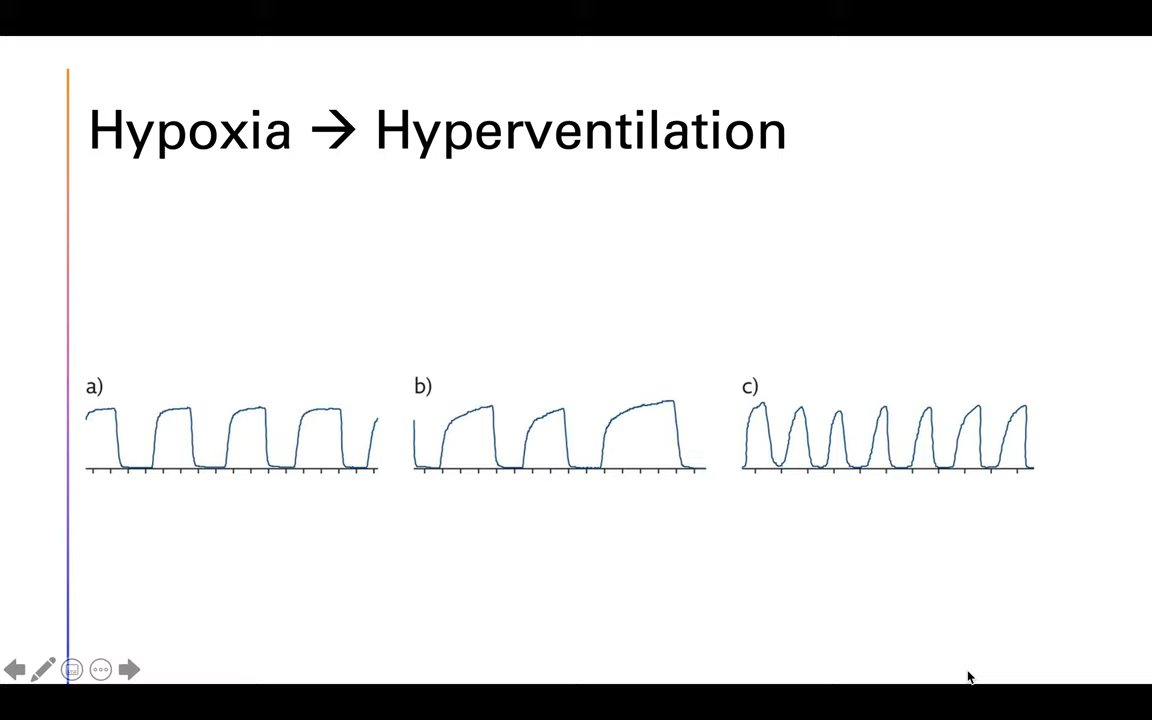 Hypoxia → Hyperventilation
a)
b)
c)